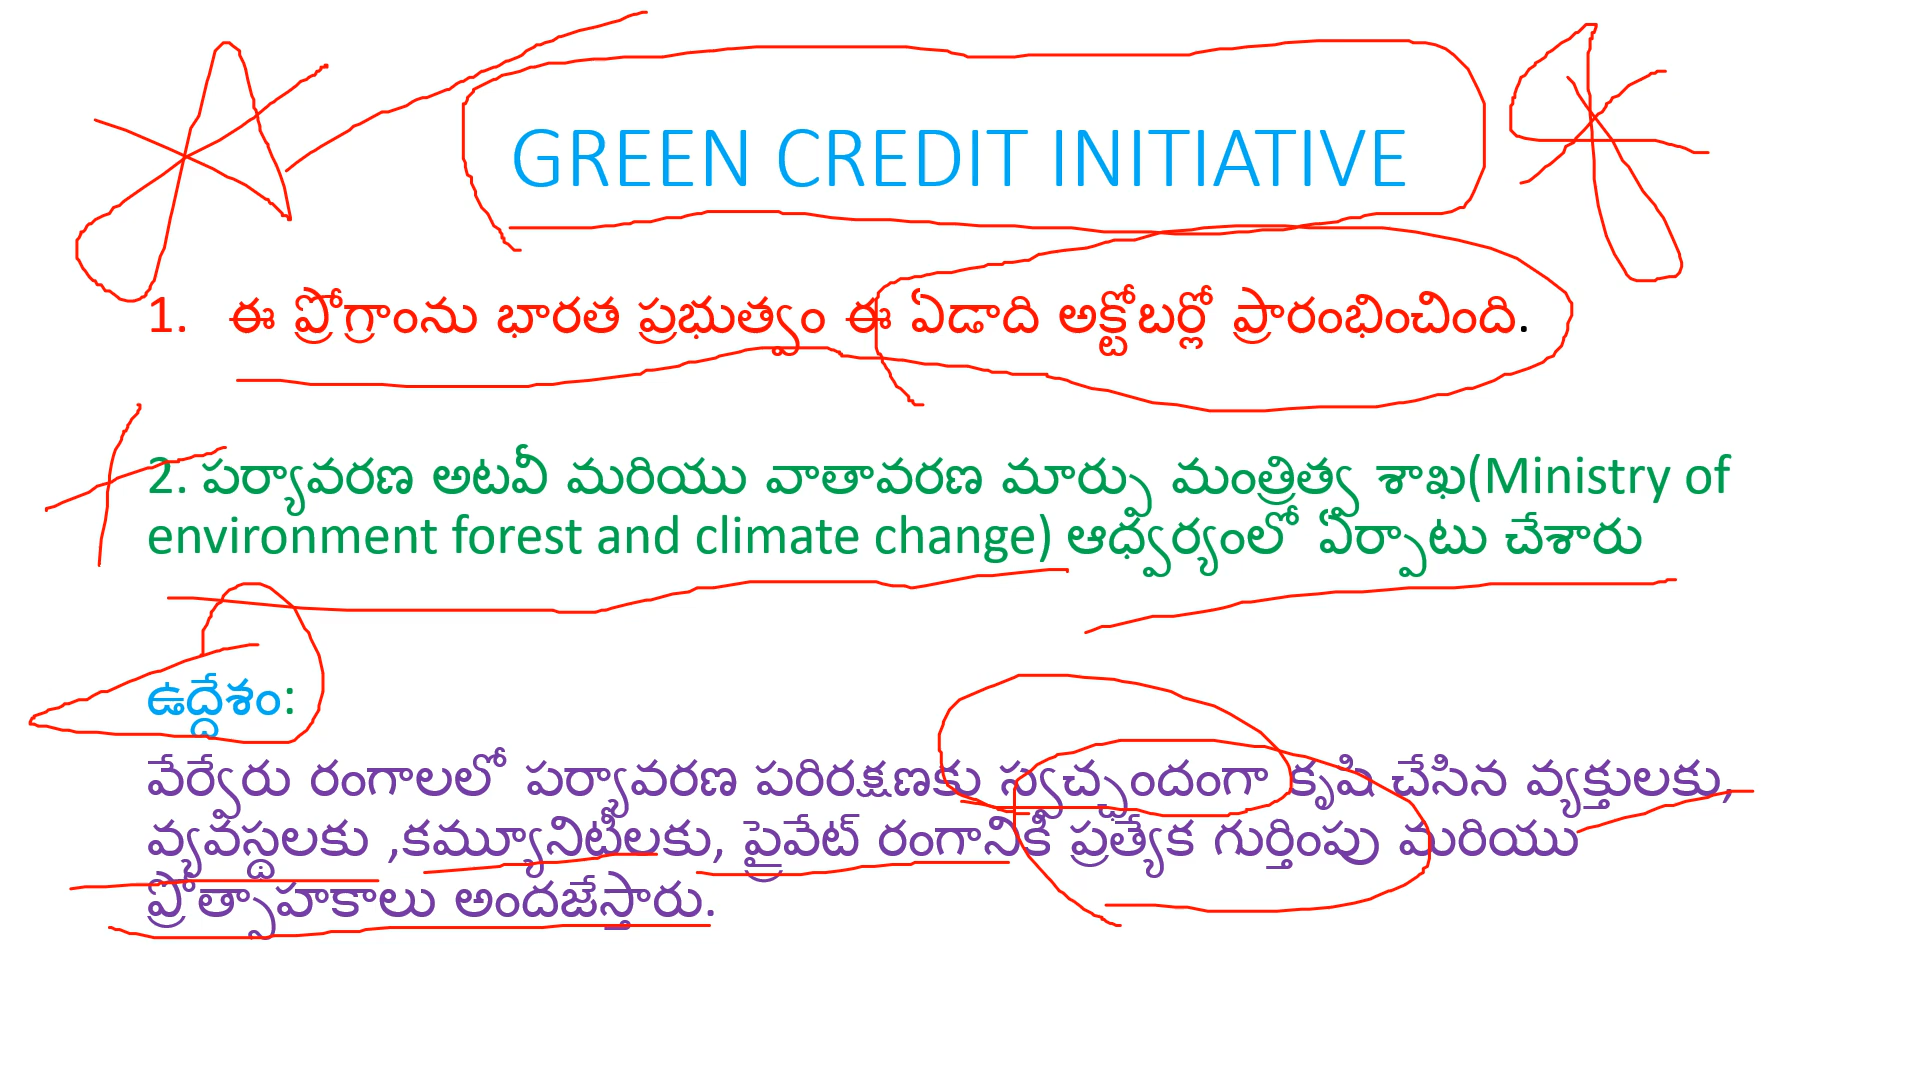 GREEN CREDIT INITIATIVE
1. ఈ ప్రోగ్రాంను భారత ప్రభుత్వం ఈ ఏడాది అక్టోబర్లో ప్రారంభించింది.
2. పర్యావరణ అటవీ మరియు వాతావరణ మార్పు మంత్రిత్వ శాఖ(Ministry of
environment forest and climate change) ఆధ్వర్యంలో ఏర్పాటు చేశారు
ఉద్దేశం:
వేర్వేరు రంగాలలో పర్యావరణ పరిరక్షణకు స్వచ్ఛందంగా కృషి చేసిన వ్యక్తులకు,
వ్యవస్థలకు ,కమ్యూనిటీలకు, ప్రైవేట్ రంగానికి ప్రత్యేక గుర్తింపు మరియు
ప్రోత్సాహకాలు అందజేస్తారు.